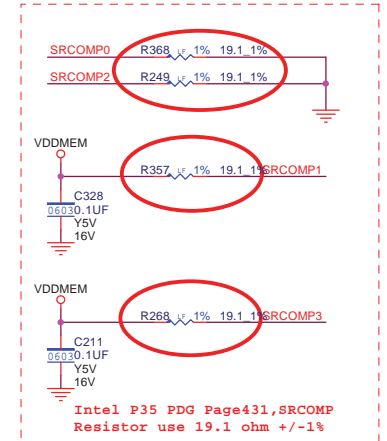 SRCOMP0 R368 LF 1% 19.1_1%
SRCOMP2 R249 LF 1% 19.1_1%
VDDMEM
R357 LF 1% 19.1_1% SRCOMP1
C328
0603 0.1UF
Y5V
16V
VDDMEM
R268 LF 1% 19.1_1% SRCOMP3
C211
0603 0.1UF
Y5V
16V
Intel P35 PDG Page431,SRCOMP
Resistor use 19.1 ohm +/-1%